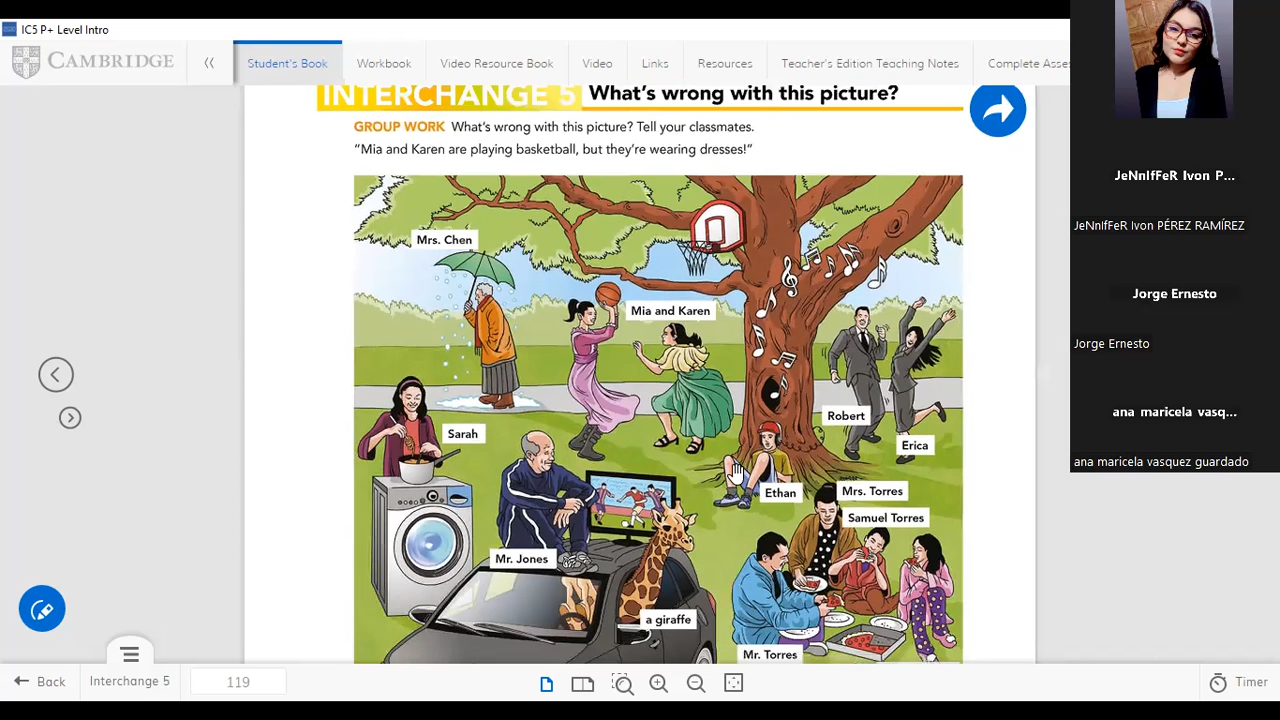 IC5 P+ Level Intro
CAMBRIDGE
Student's Book
Workbook
Video Resource Book
Video
Links
Resources
Teacher's Edition Teaching Notes
Complete Asse
INTERCHANGE 5 What's wrong with this picture?
GROUP WORK What's wrong with this picture? Tell your classmates.
"Mia and Karen are playing basketball, but they're wearing dresses!"
Mrs. Chen
Mia and Karen
Robert
Sarah
Erica
Ethan
Mrs. Torres
Samuel Torres
Mr. Jones
a giraffe
Mr. Torres
JeNnIfFeR Ivon P...
JeNnIfFeR Ivon PÉREZ RAMÍREZ
Jorge Ernesto
Jorge Ernesto
ana maricela vasq...
ana maricela vasquez guardado
Back
Interchange 5
119
Timer